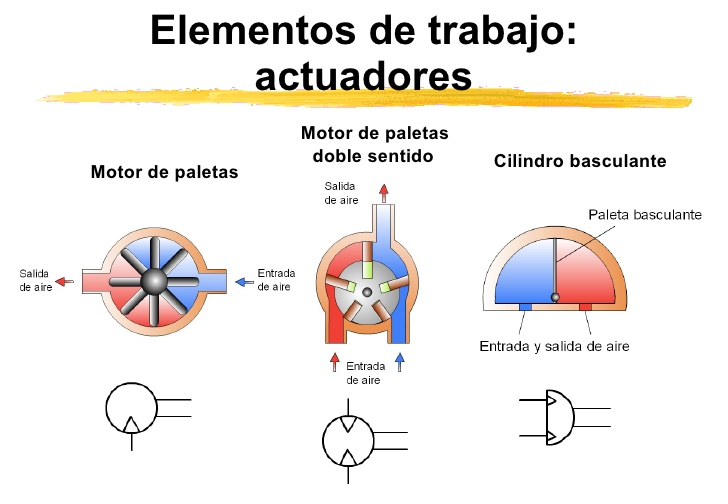 Elementos de trabajo:
actuadores
Motor de paletas
Motor de paletas
doble sentido
Cilindro basculante
Salida
de aire
Entrada
de aire
Salida
de aire
Entrada
de aire
Paleta basculante
Entrada y salida de aire